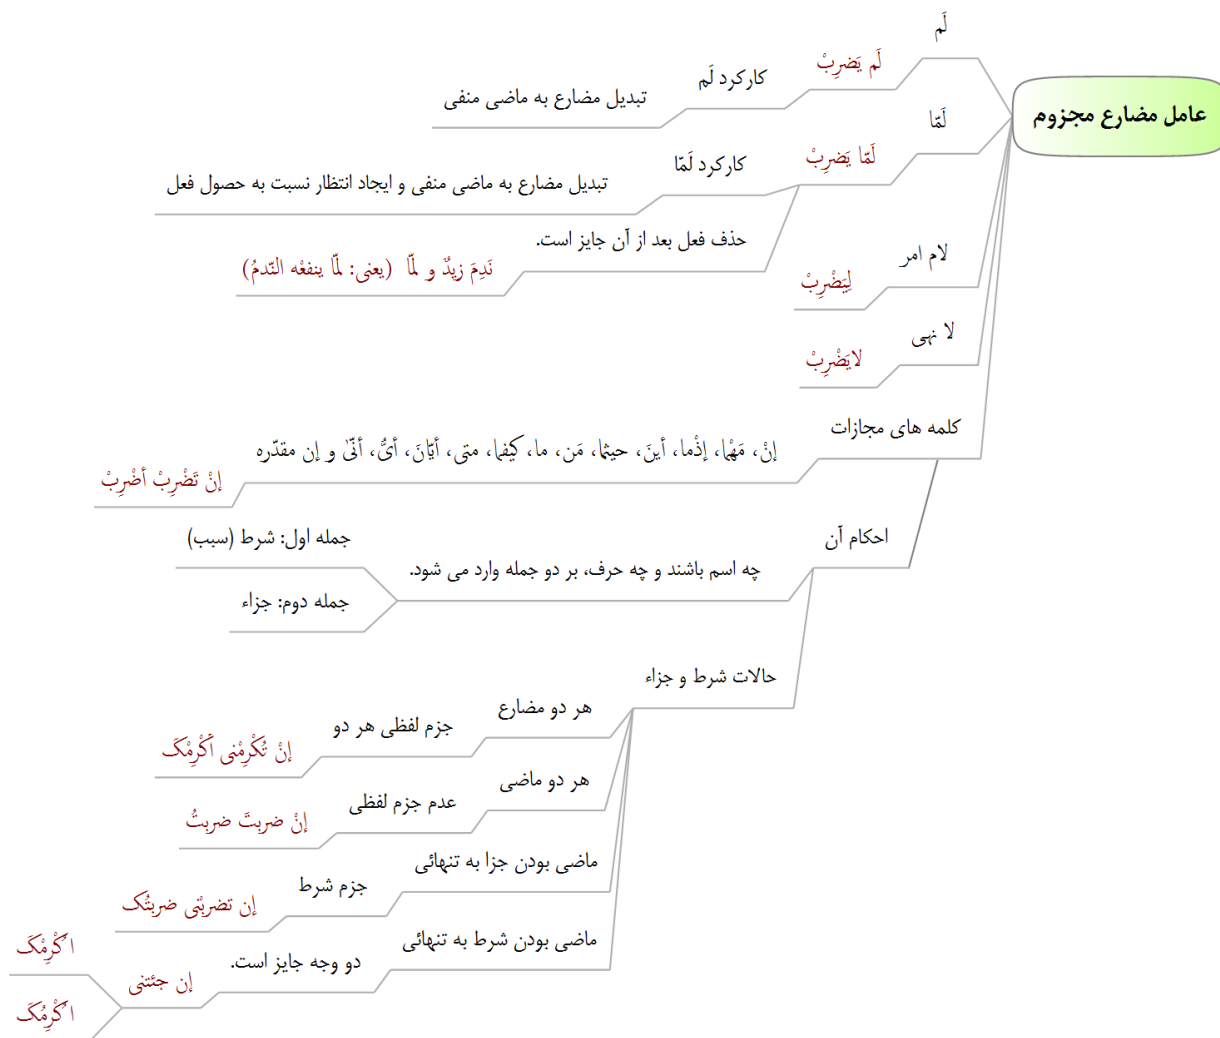 عامل مضارع مجزوم
لَم
لَم يَضرِبْ
کارکرد لَم
تبدیل مضارع به ماضی منفی
لَمّا
لَمّا يَضرِبْ
کارکرد لَمّا
تبدیل مضارع به ماضی منفی و ایجاد انتظار نسبت به حصول فعل
حذف فعل بعد از آن جایز است.
نَدِمَ زیدٌ و لمّا (یعنی: لمّا ینفعْه النّدمُ)
لام امر
لِيَضْرِبْ
لا نهی
لايَضْرِبْ
کلمه های مجازات
إنْ، مَهْما، إذْما، أینَ، حیثما، مَن، ما، کیفما، متی، أیّانَ، أیُّ، أنّیٰ و إن مقدّره
إنْ تَضْرِبْ أضْرِبْ
احکام آن
چه اسم باشند و چه حرف، بر دو جمله وارد می شود.
جمله اول: شرط (سبب)
جمله دوم: جزاء
حالات شرط و جزاء
هر دو مضارع
جزم لفظی هر دو
إنْ تُکْرِمْنی أکْرِمْکَ
هر دو ماضی
عدم جزم لفظی
إنْ ضربتَ ضربتُ
ماضی بودن جزا به تنهائی
جزم شرط
إن تضربْنی ضربتُک
ماضی بودن شرط به تنهائی
دو وجه جایز است.
إن جئتنی
اُکْرِمْکَ
اُکْرِمُکَ